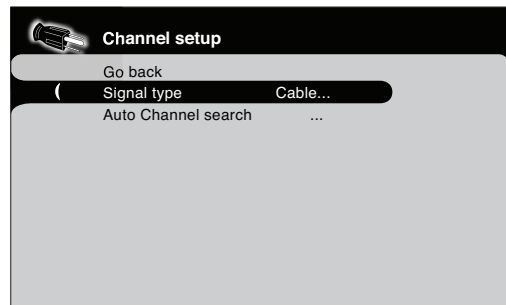 Channel setup
Go back
Signal type Cable...
Auto Channel search ...